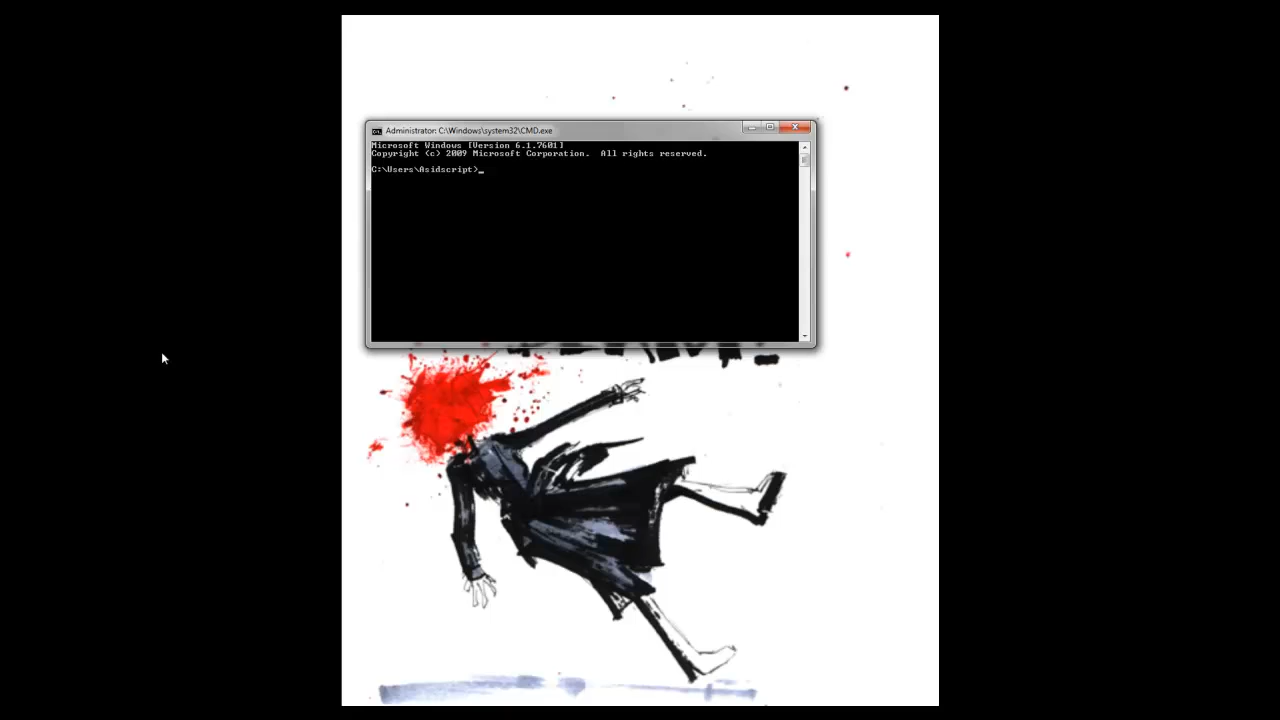 Administrator: C:\Windows\system32\CMD.exe
Microsoft Windows [Version 6.1.7601]
Copyright (c) 2009 Microsoft Corporation.  All rights reserved.
C:\Users\Asidscript>_